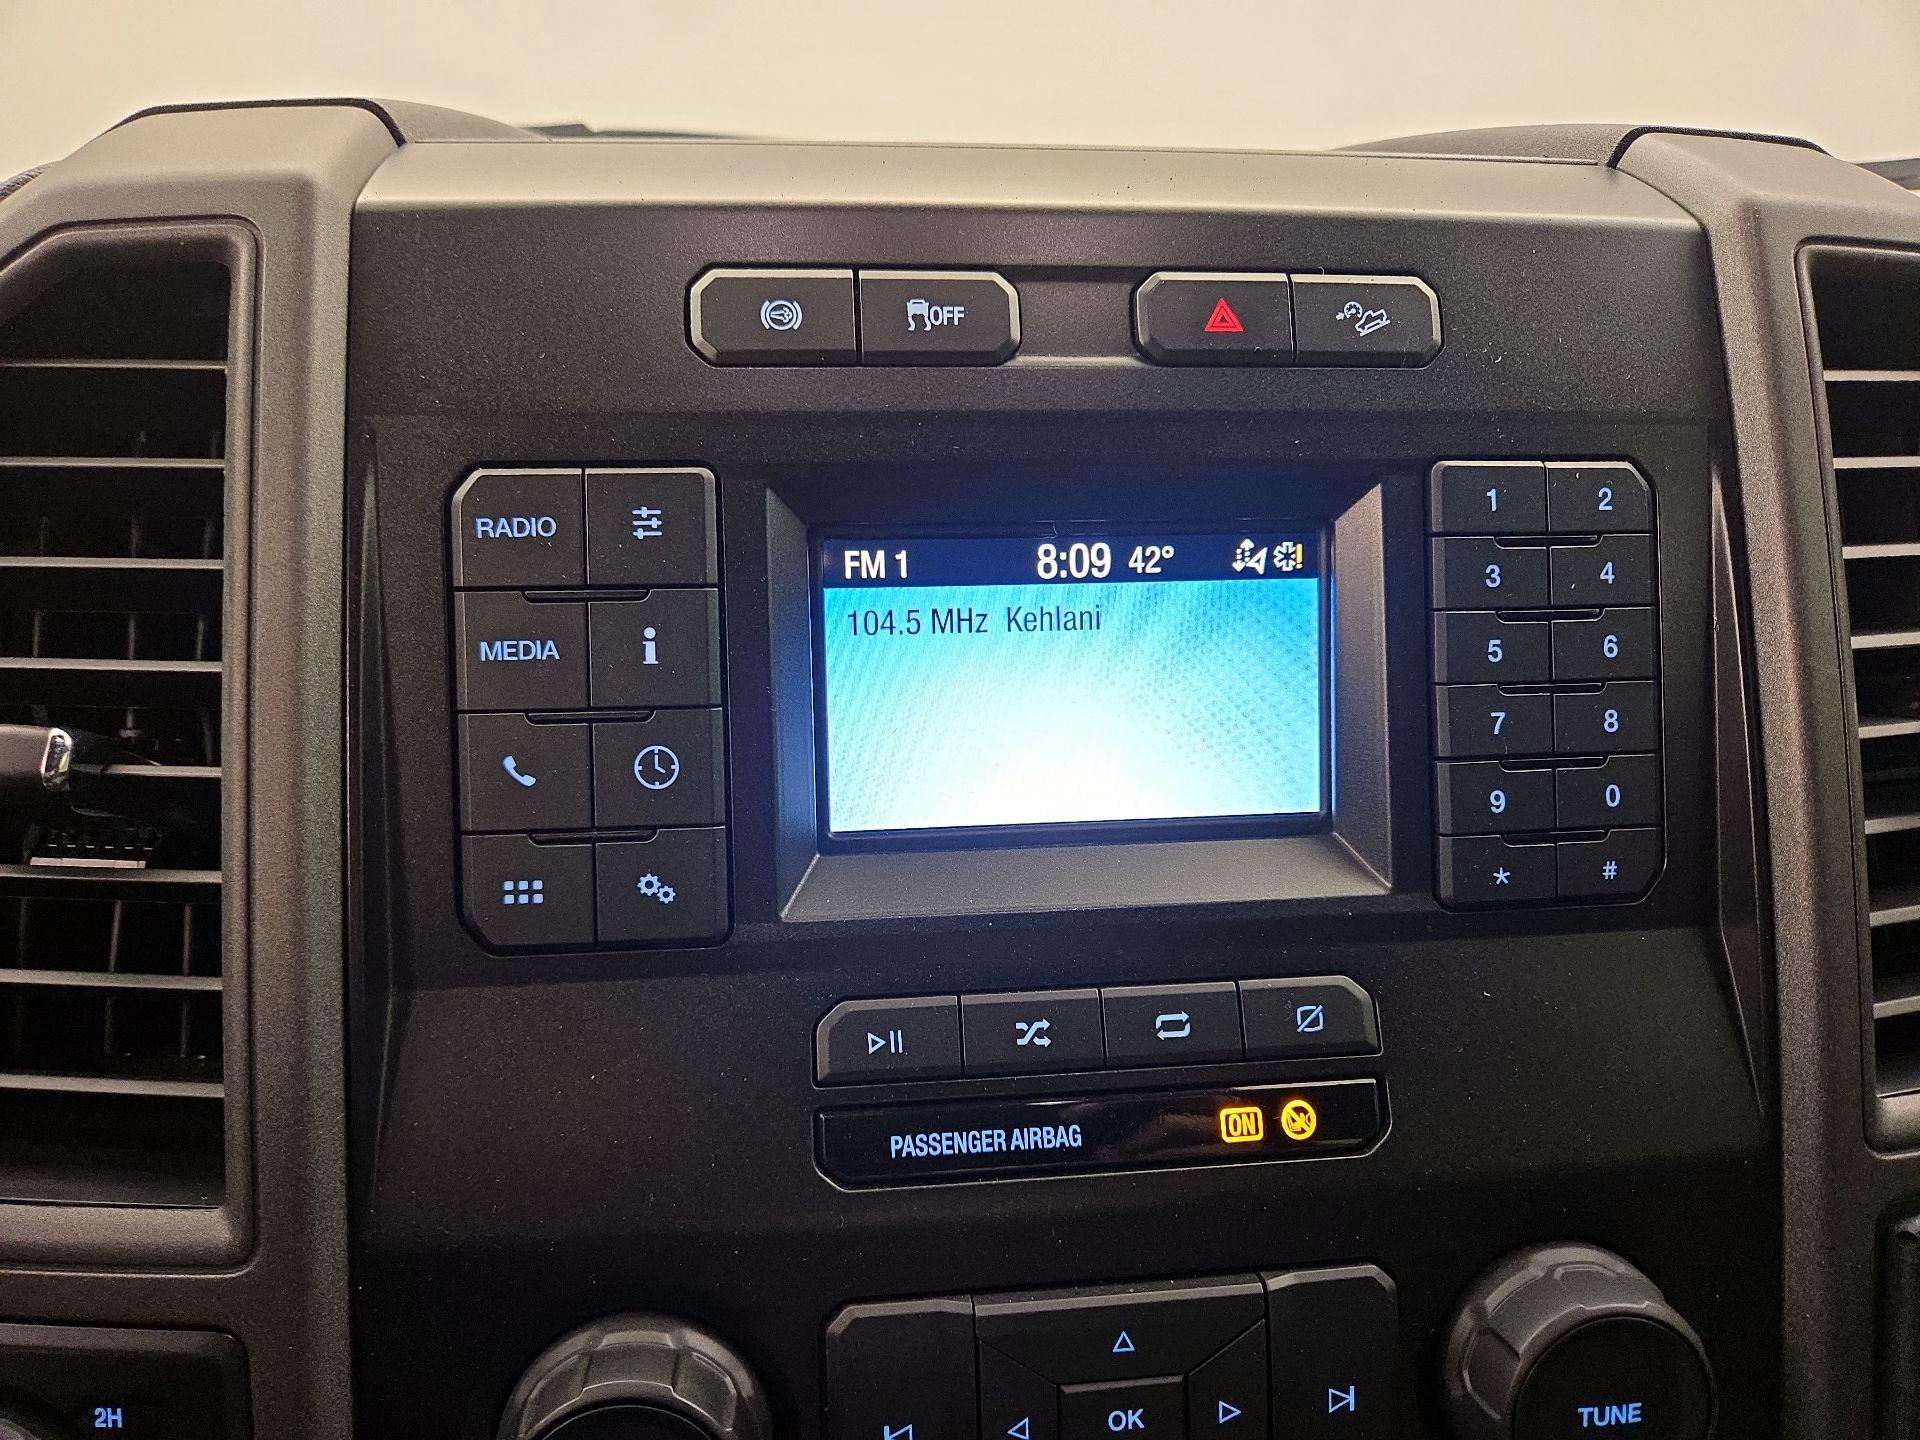 OFF
RADIO
MEDIA
FM 1 8:09 42°
104.5 MHz Kehlani
1 2
3 4
5 6
7 8
9 0
* #
PASSENGER AIRBAG ON
2H
OK
TUNE